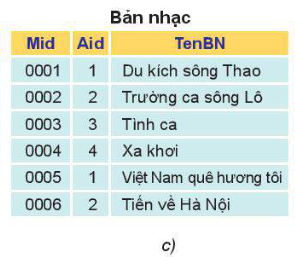 Bản nhạc
Mid Aid TenBN
0001 1 Du kích sông Thao
0002 2 Trường ca sông Lô
0003 3 Tình ca
0004 4 Xa khơi
0005 1 Việt Nam quê hương tôi
0006 2 Tiến về Hà Nội
c)